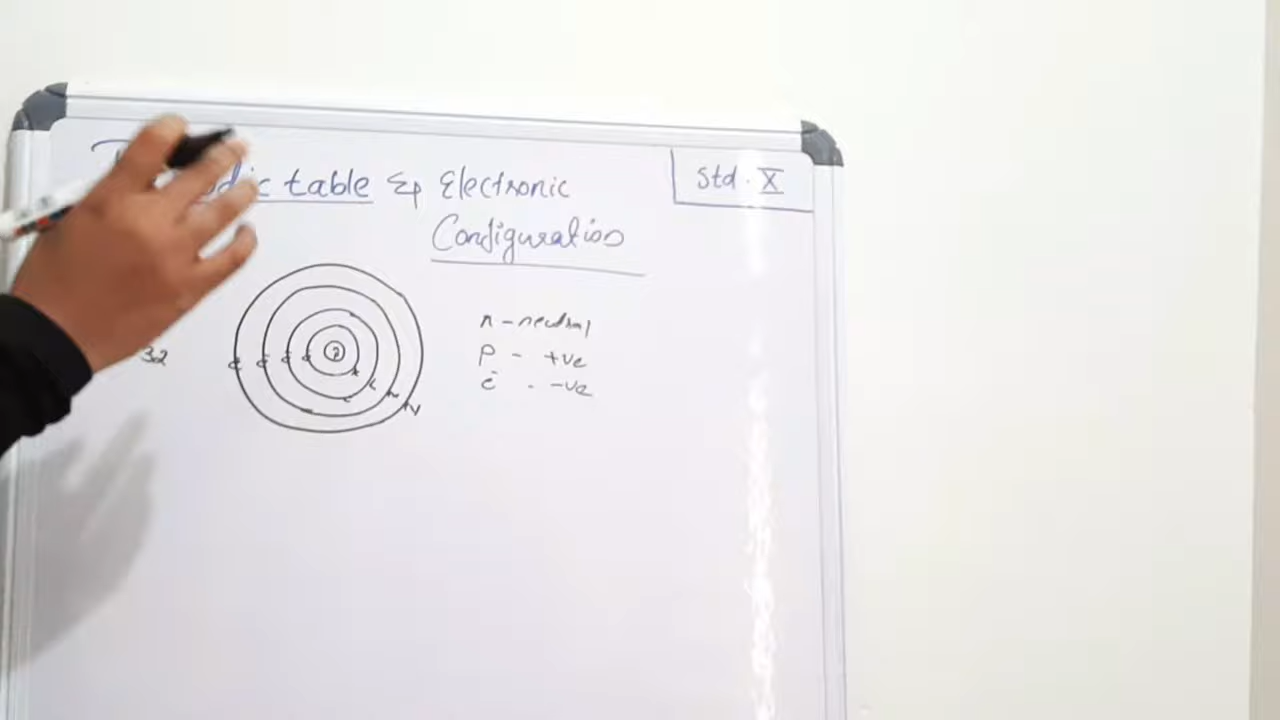 table & Electronic
Std. X
Configuration
n - neutral
p - +ve
32
e⁻ - -ve